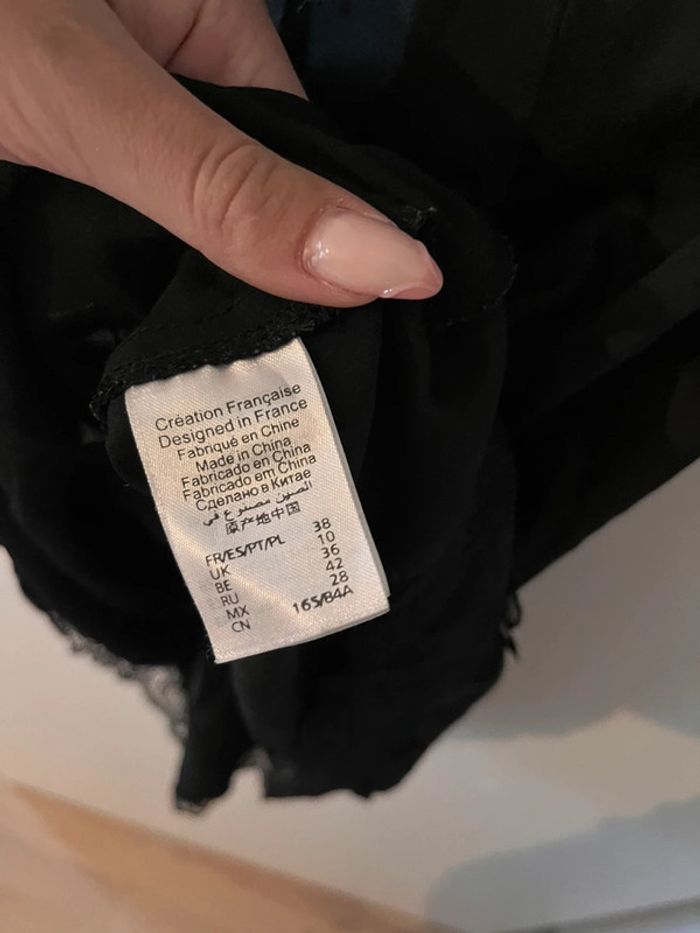 Création Française
Designed in France
Fabriqué en Chine
Made in China
Fabricado en China
Fabricado em China
Сделано в Китае
الصين مصنوع في
原产地中国
FR/ES/PT/PL 38
UK 10
BE 36
RU 42
MX 28
CN 165/84A